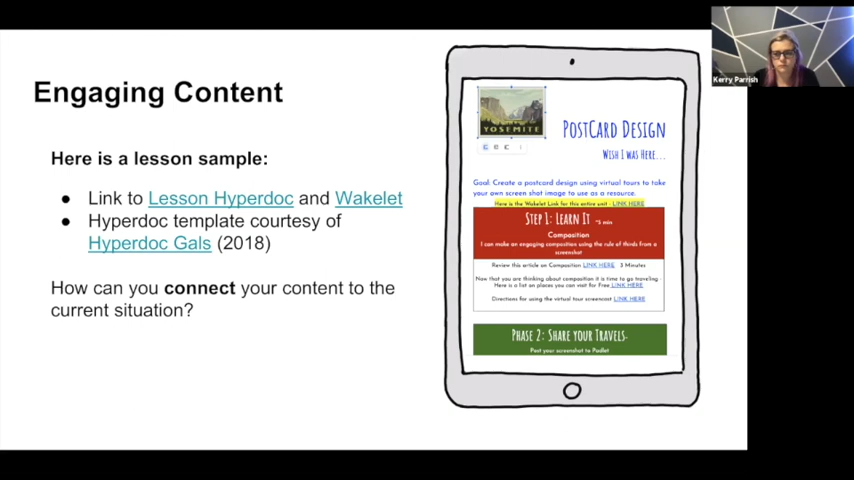 Engaging Content
Here is a lesson sample:
● Link to Lesson Hyperdoc and Wakelet
● Hyperdoc template courtesy of
Hyperdoc Gals (2018)
How can you connect your content to the
current situation?
YOSEMITE
PostCard Design
Wish I was Here...
Goal: Create a postcard design using virtual tours to take
your own screen shot image to use as a resource.
Here is the Wakelet Link for this entire unit - LINK HERE
Step 1: Learn It ~5 min
Composition
I can make an engaging composition using the rule of thirds from a
screenshot
Review this article on Composition LINK HERE 3 Minutes
Now that you are thinking about composition it is time to go traveling -
Here is a list on places you can visit for Free LINK HERE
Directions for using the virtual tour screencast LINK HERE
Phase 2: Share your Travels-
Post your screenshot to Padlet
Kerry Parrish